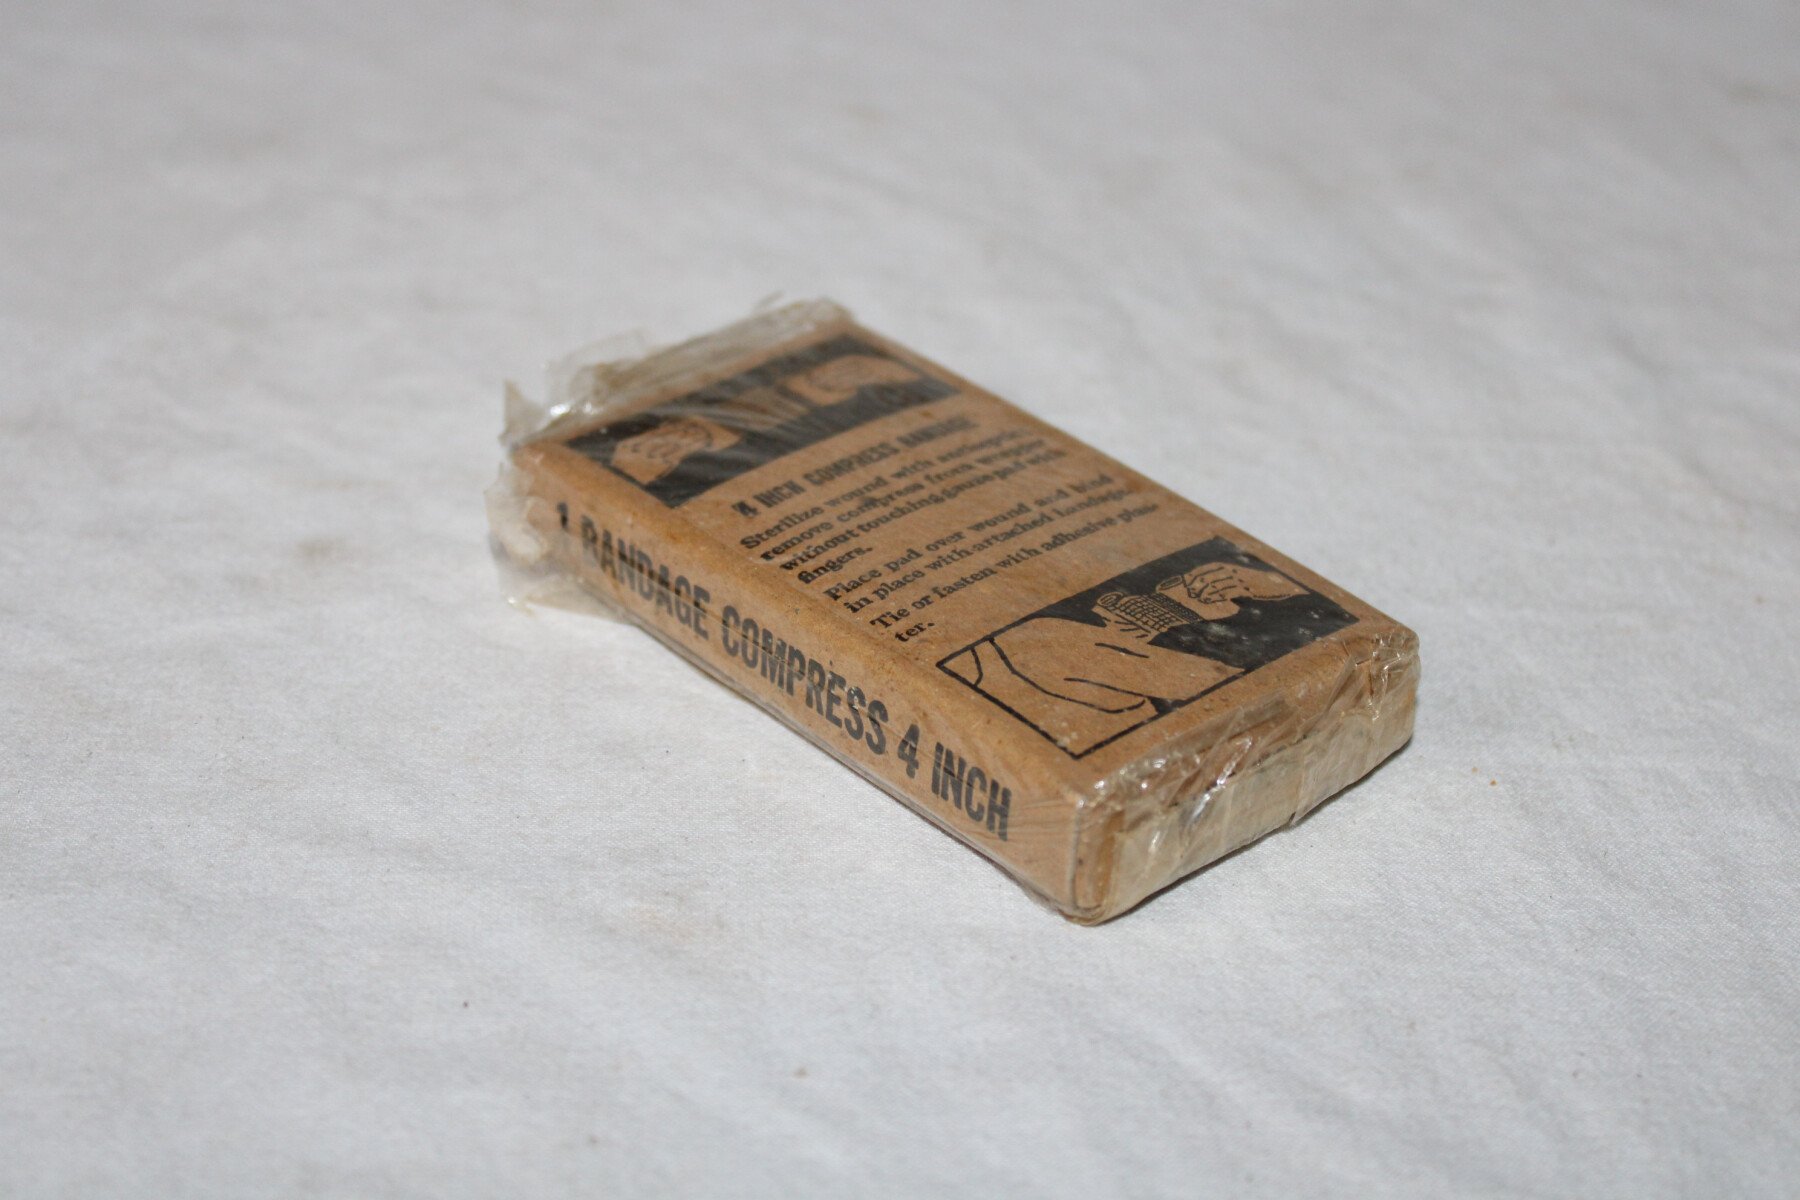 4 INCH COMPRESS BANDAGE
Sterilize wound with antiseptic,
remove compress from wrapper
without touching gauze pad with
fingers.
Place pad over wound and bind
in place with attached bandage.
Tie or fasten with adhesive plas-
ter.
1 BANDAGE COMPRESS 4 INCH